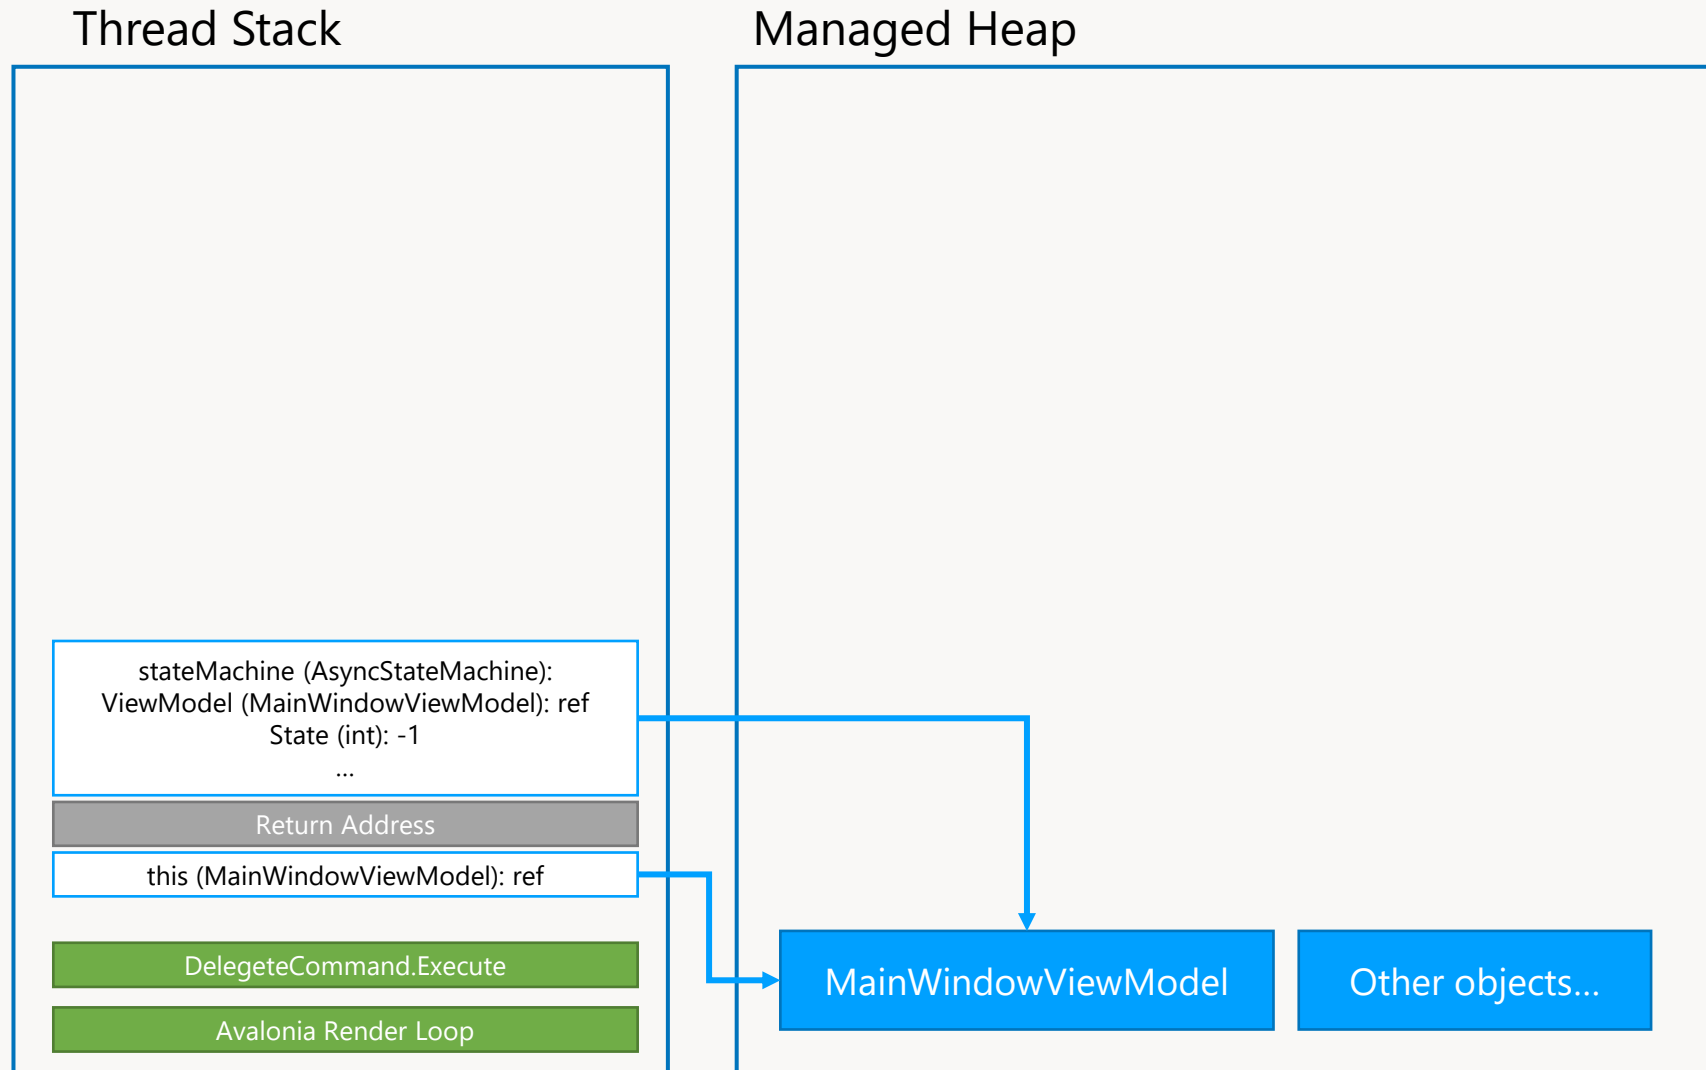 Thread Stack
Managed Heap
stateMachine (AsyncStateMachine):
ViewModel (MainWindowViewModel): ref
State (int): -1
...
Return Address
this (MainWindowViewModel): ref
DelegeteCommand.Execute
Avalonia Render Loop
MainWindowViewModel
Other objects...